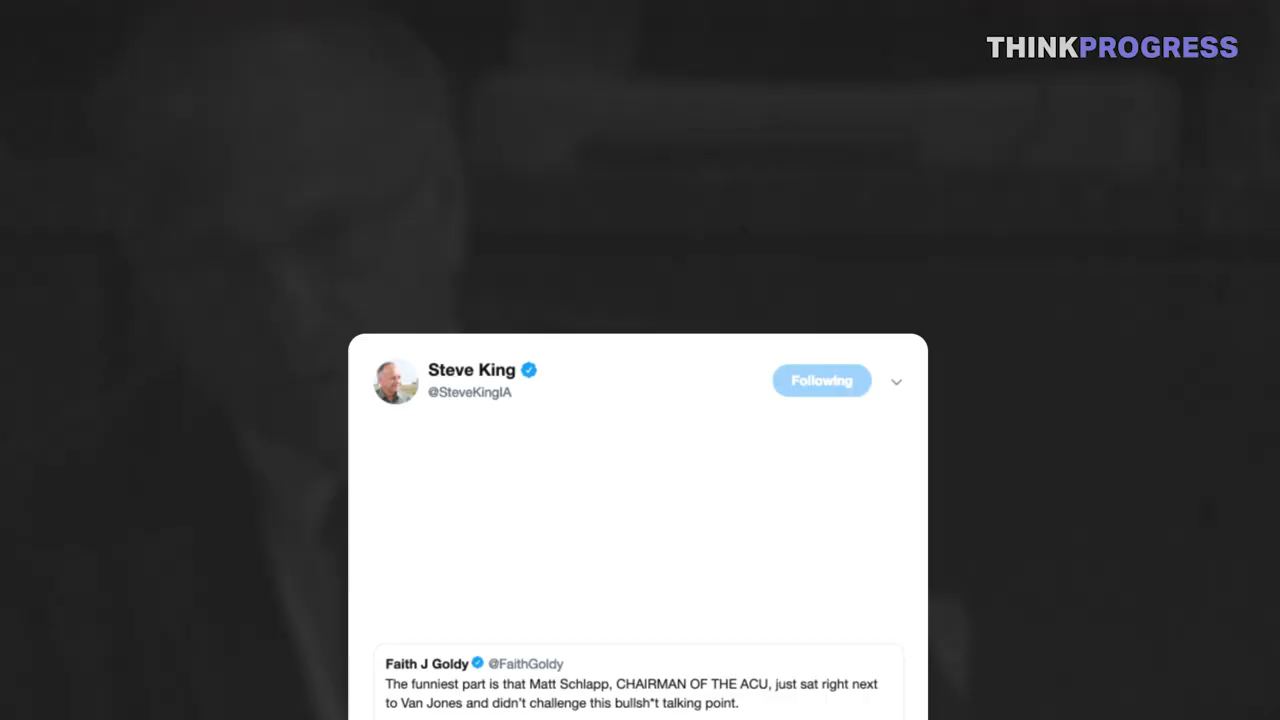 THINKPROGRESS
Steve King
@SteveKingIA
Following
Faith J Goldy @FaithGoldy
The funniest part is that Matt Schlapp, CHAIRMAN OF THE ACU, just sat right next
to Van Jones and didn't challenge this bullsh*t talking point.